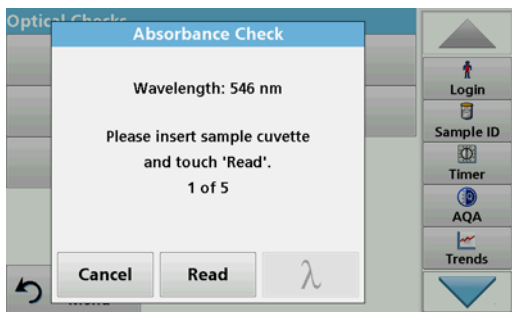 Absorbance Check
Wavelength: 546 nm
Please insert sample cuvette
and touch 'Read'.
1 of 5
Cancel
Read
λ
Login
Sample ID
Timer
AQA
Trends